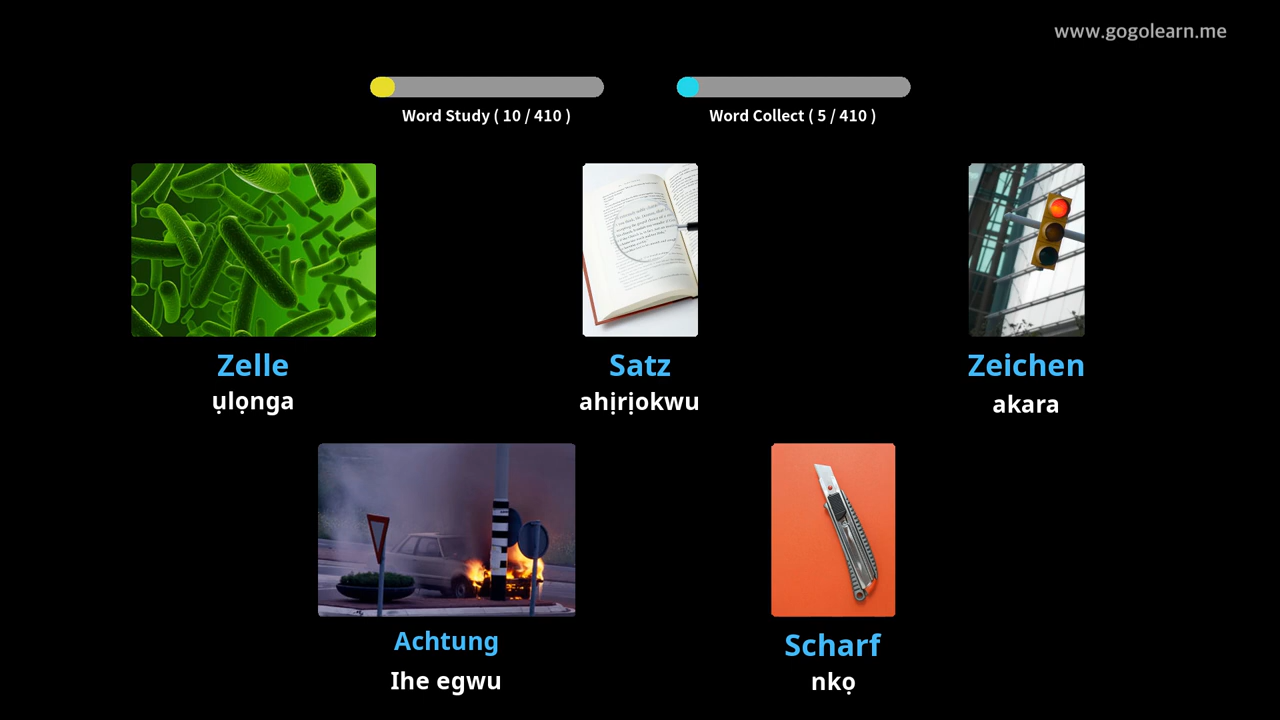 www.gogolearn.me
Word Study ( 10 / 410 )
Word Collect ( 5 / 410 )
Zelle
ụlọnga
Satz
ahịrịokwu
Zeichen
akara
Achtung
Ihe egwu
Scharf
nkọ